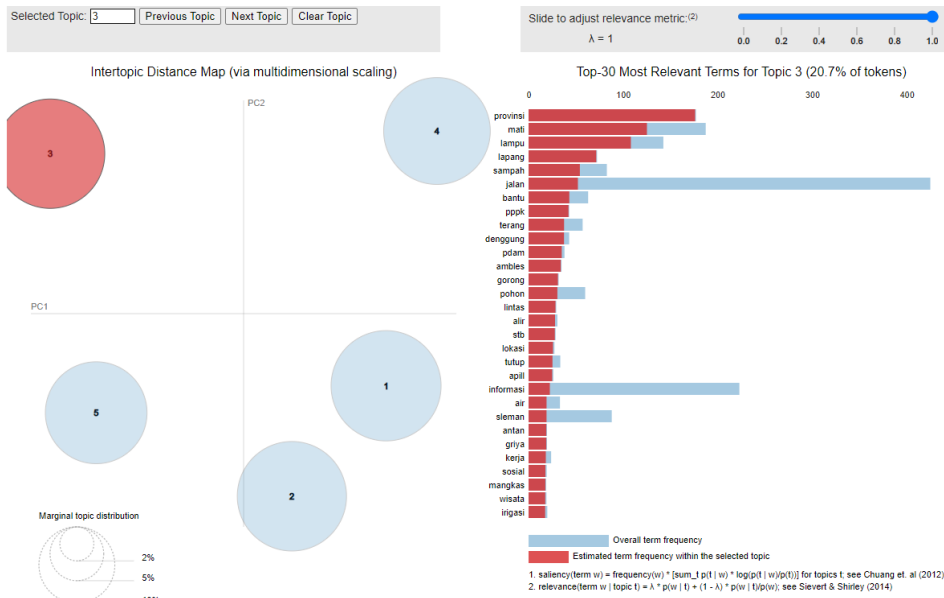 Selected Topic: 3 Previous Topic Next Topic Clear Topic
Slide to adjust relevance metric:(2)
λ = 1
0.0 0.2 0.4 0.6 0.8 1.0
Intertopic Distance Map (via multidimensional scaling)
PC2
PC1
3
4
1
5
2
Marginal topic distribution
2%
5%
Top-30 Most Relevant Terms for Topic 3 (20.7% of tokens)
0 100 200 300 400
provinsi
mati
lampu
lapang
sampah
jalan
bantu
pppk
terang
denggung
pdam
ambles
gorong
pohon
lintas
alir
stb
lokasi
tutup
apill
informasi
air
sleman
antan
griya
kerja
sosial
mangkas
wisata
irigasi
Overall term frequency
Estimated term frequency within the selected topic
1. saliency(term w) = frequency(w) * [sum_t p(t | w) * log(p(t | w)/p(t))] for topics t; see Chuang et. al (2012)
2. relevance(term w | topic t) = λ * p(w | t) + (1 - λ) * p(w | t)/p(w); see Sievert & Shirley (2014)